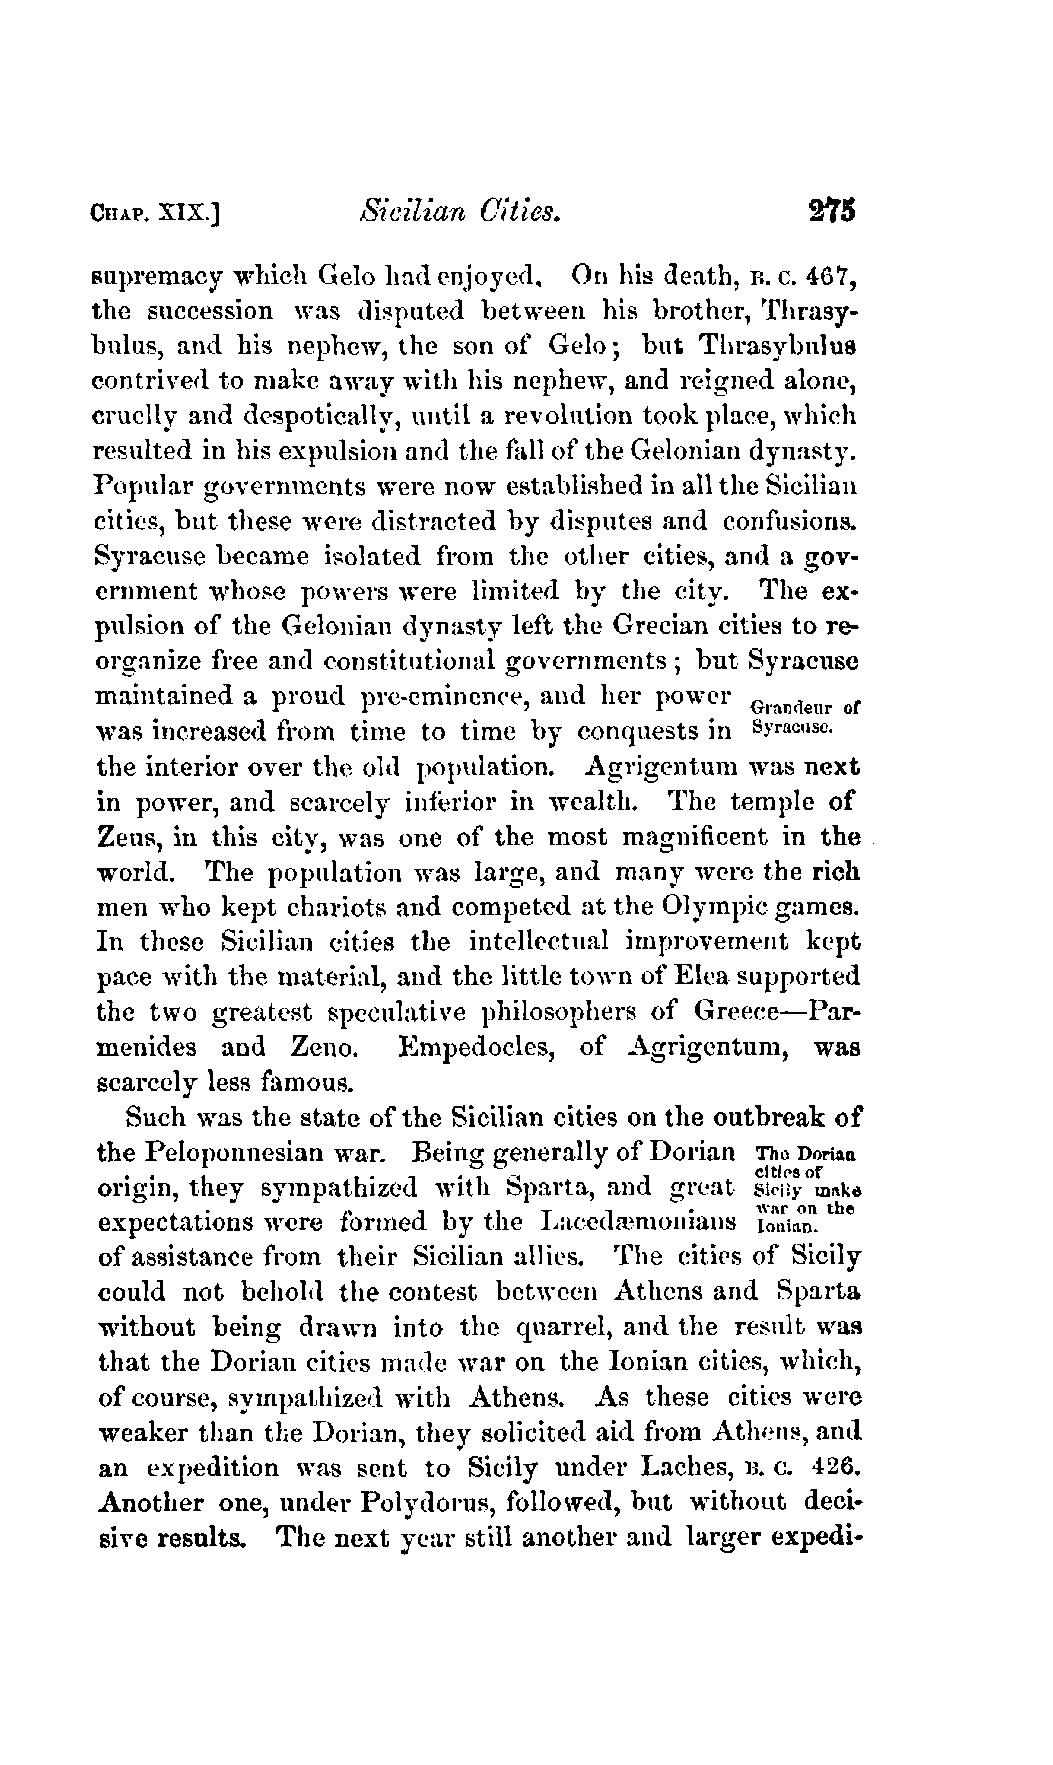 CHAP. XIX.] Sicilian Cities. 275
supremacy which Gelo had enjoyed. On his death, B. C. 467,
the succession was disputed between his brother, Thrasy-
bulus, and his nephew, the son of Gelo; but Thrasybulus
contrived to make away with his nephew, and reigned alone,
cruelly and despotically, until a revolution took place, which
resulted in his expulsion and the fall of the Gelonian dynasty.
Popular governments were now established in all the Sicilian
cities, but these were distracted by disputes and confusions.
Syracuse became isolated from the other cities, and a gov-
ernment whose powers were limited by the city. The ex-
pulsion of the Gelonian dynasty left the Grecian cities to re-
organize free and constitutional governments; but Syracuse
maintained a proud pre-eminence, and her power
was increased from time to time by conquests in
Grandeur of
Syracuse.
the interior over the old population. Agrigentum was next
in power, and scarcely inferior in wealth. The temple of
Zeus, in this city, was one of the most magnificent in the
world. The population was large, and many were the rich
men who kept chariots and competed at the Olympic games.
In these Sicilian cities the intellectual improvement kept
pace with the material, and the little town of Elea supported
the two greatest speculative philosophers of Greece—Par-
menides and Zeno. Empedocles, of Agrigentum, was
scarcely less famous.
Such was the state of the Sicilian cities on the outbreak of
the Peloponnesian war. Being generally of Dorian
origin, they sympathized with Sparta, and great
expectations were formed by the Lacedæmonians
The Dorian
cities of
Sicily make
war on the
Ionian.
of assistance from their Sicilian allies. The cities of Sicily
could not behold the contest between Athens and Sparta
without being drawn into the quarrel, and the result was
that the Dorian cities made war on the Ionian cities, which,
of course, sympathized with Athens. As these cities were
weaker than the Dorian, they solicited aid from Athens, and
an expedition was sent to Sicily under Laches, B. C. 426.
Another one, under Polydorus, followed, but without deci-
sive results. The next year still another and larger expedi-